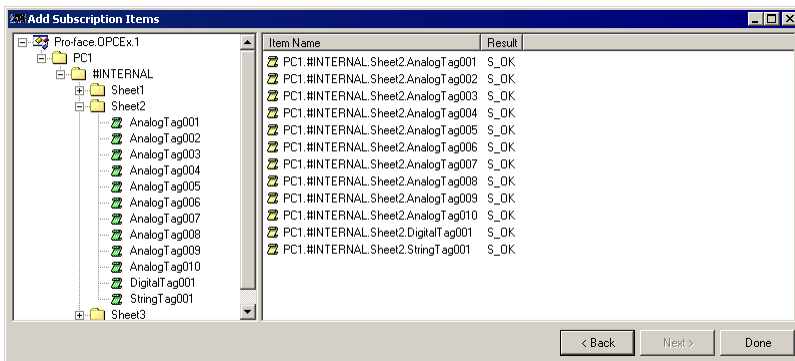 Add Subscription Items
Pro-face.OPCEx.1
PC1
#INTERNAL
Sheet1
Sheet2
AnalogTag001
AnalogTag002
AnalogTag003
AnalogTag004
AnalogTag005
AnalogTag006
AnalogTag007
AnalogTag008
AnalogTag009
AnalogTag010
DigitalTag001
StringTag001
Sheet3
Item Name Result
PC1.#INTERNAL.Sheet2.AnalogTag001 S_OK
PC1.#INTERNAL.Sheet2.AnalogTag002 S_OK
PC1.#INTERNAL.Sheet2.AnalogTag003 S_OK
PC1.#INTERNAL.Sheet2.AnalogTag004 S_OK
PC1.#INTERNAL.Sheet2.AnalogTag005 S_OK
PC1.#INTERNAL.Sheet2.AnalogTag006 S_OK
PC1.#INTERNAL.Sheet2.AnalogTag007 S_OK
PC1.#INTERNAL.Sheet2.AnalogTag008 S_OK
PC1.#INTERNAL.Sheet2.AnalogTag009 S_OK
PC1.#INTERNAL.Sheet2.AnalogTag010 S_OK
PC1.#INTERNAL.Sheet2.DigitalTag001 S_OK
PC1.#INTERNAL.Sheet2.StringTag001 S_OK
< Back Next > Done